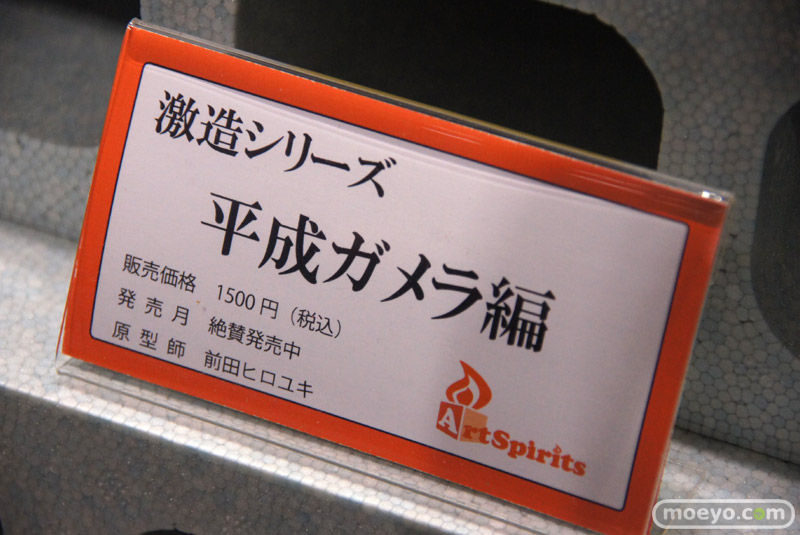 激造シリーズ
平成ガメラ編
販売価格 1500円（税込）
発売月 絶賛発売中
原型師 前田ヒロユキ
ArtSpirits
moeyo.com